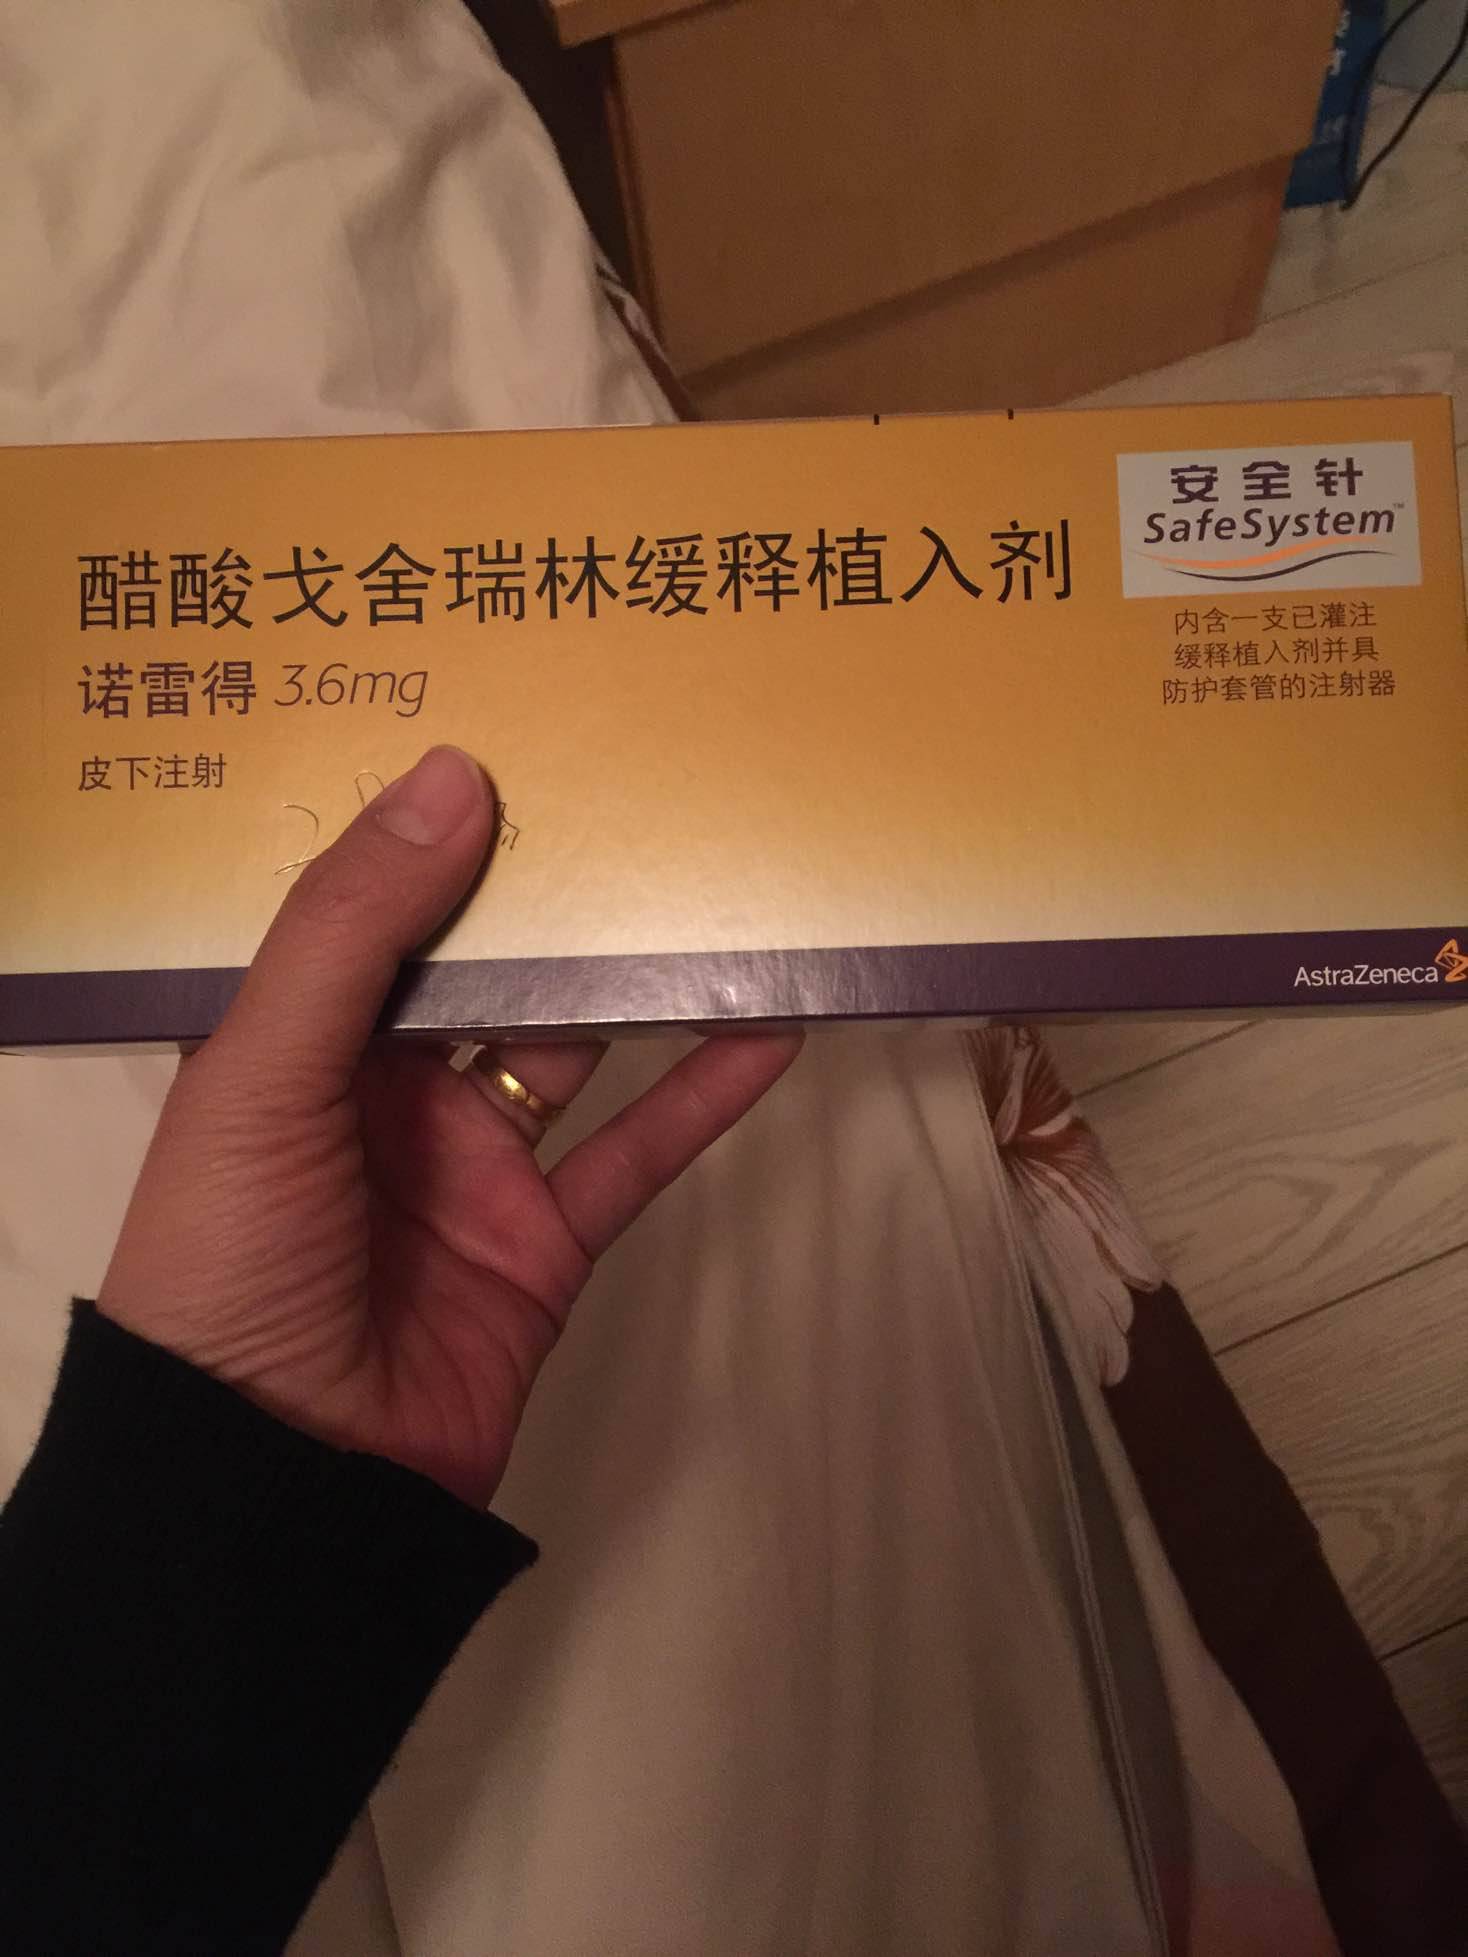 安全针
SafeSystem™
醋酸戈舍瑞林缓释植入剂
内含一支已灌注
缓释植入剂并具
防护套管的注射器
诺雷得 3.6mg
皮下注射
AstraZeneca